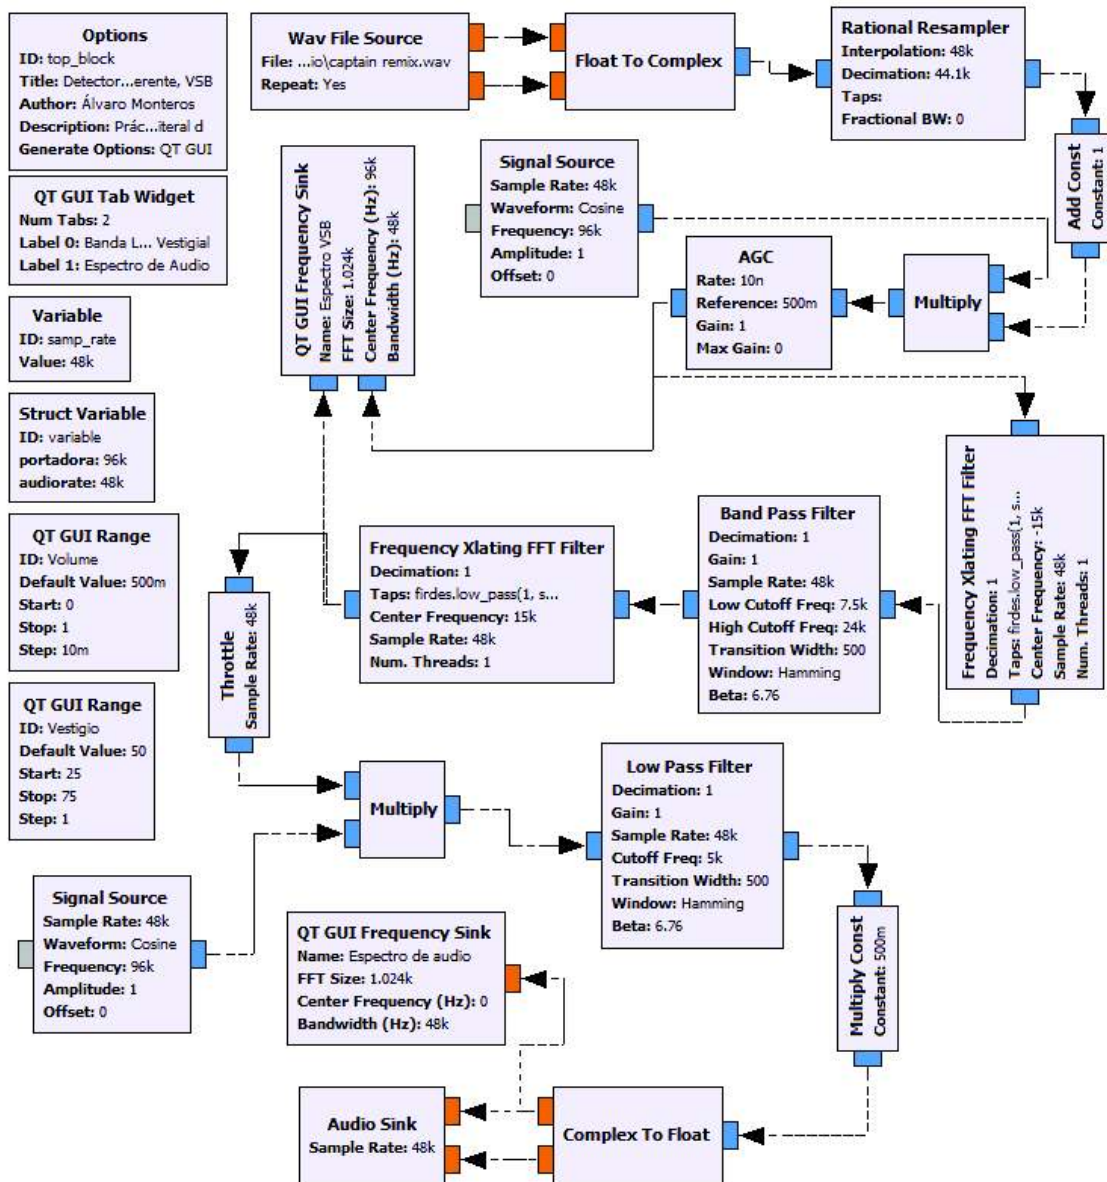 Options
ID: top_block
Title: Detector...erente, VSB
Author: Álvaro Monteros
Description: Prác...iteral d
Generate Options: QT GUI
QT GUI Tab Widget
Num Tabs: 2
Label 0: Banda L... Vestigial
Label 1: Espectro de Audio
Variable
ID: samp_rate
Value: 48k
Struct Variable
ID: variable
portadora: 96k
audiorate: 48k
QT GUI Range
ID: Volume
Default Value: 500m
Start: 0
Stop: 1
Step: 10m
QT GUI Range
ID: Vestigio
Default Value: 50
Start: 25
Stop: 75
Step: 1
Wav File Source
File: ...io\captain remix.wav
Repeat: Yes
Float To Complex
Rational Resampler
Interpolation: 48k
Decimation: 44.1k
Taps:
Fractional BW: 0
Add Const
Constant: 1
Signal Source
Sample Rate: 48k
Waveform: Cosine
Frequency: 96k
Amplitude: 1
Offset: 0
Multiply
AGC
Rate: 10n
Reference: 500m
Gain: 1
Max Gain: 0
QT GUI Frequency Sink
Name: Espectro VSB
FFT Size: 1.024k
Center Frequency (Hz): 96k
Bandwidth (Hz): 48k
Frequency Xlating FFT Filter
Decimation: 1
Taps: firdes.low_pass(1, s...
Center Frequency: -15k
Sample Rate: 48k
Num. Threads: 1
Band Pass Filter
Decimation: 1
Gain: 1
Sample Rate: 48k
Low Cutoff Freq: 7.5k
High Cutoff Freq: 24k
Transition Width: 500
Window: Hamming
Beta: 6.76
Frequency Xlating FFT Filter
Decimation: 1
Taps: firdes.low_pass(1, s...
Center Frequency: 15k
Sample Rate: 48k
Num. Threads: 1
Throttle
Sample Rate: 48k
Multiply
Signal Source
Sample Rate: 48k
Waveform: Cosine
Frequency: 96k
Amplitude: 1
Offset: 0
Low Pass Filter
Decimation: 1
Gain: 1
Sample Rate: 48k
Cutoff Freq: 5k
Transition Width: 500
Window: Hamming
Beta: 6.76
Multiply Const
Constant: 500m
QT GUI Frequency Sink
Name: Espectro de audio
FFT Size: 1.024k
Center Frequency (Hz): 0
Bandwidth (Hz): 48k
Complex To Float
Audio Sink
Sample Rate: 48k